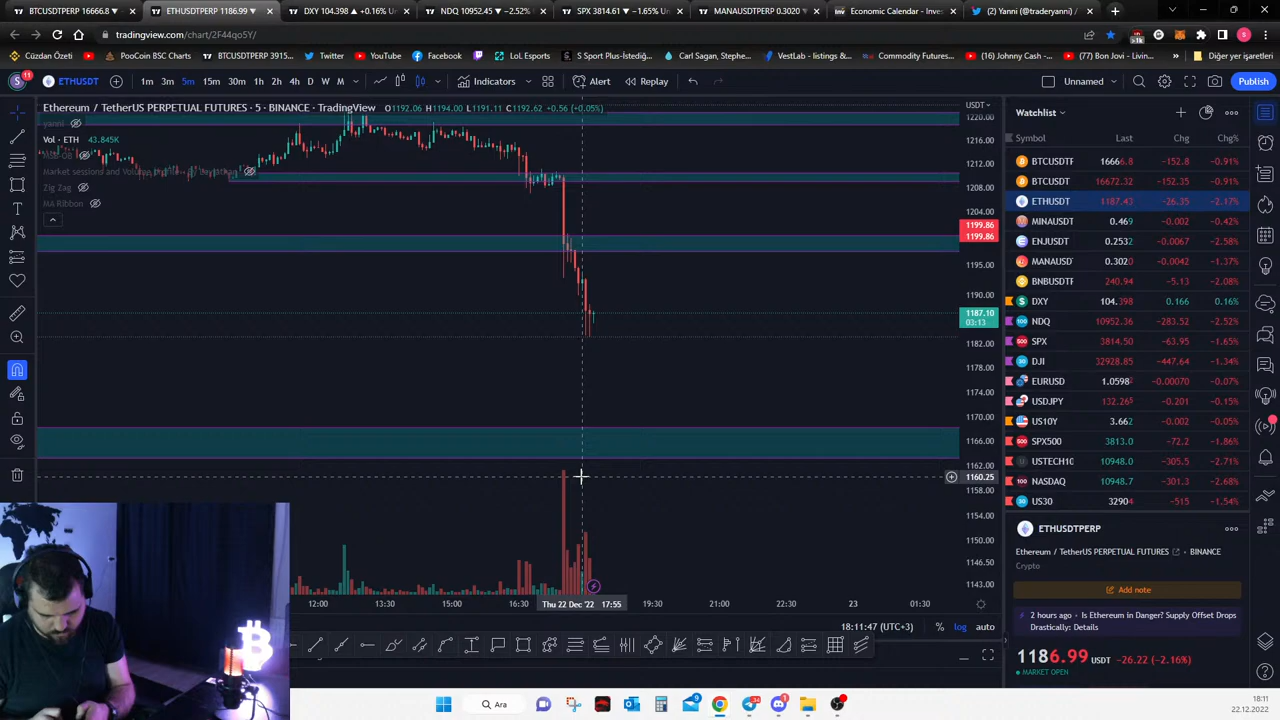 BTCUSDTPERP 16666.8
ETHUSDTPERP 1186.99
DXY 104.398 ▲ +0.16% Un
NDQ 10952.45 ▼ −2.52%
SPX 3814.61 ▼ −1.65% Un
MANAUSDTPERP 0.3020
Economic Calendar - Inves
(2) Yanni (@traderyanni) /
tradingview.com/chart/2F44qo5Y/
Cüzdan Özeti
PooCoin BSC Charts
BTCUSDTPERP 3915...
Twitter
YouTube
Facebook
Twitch
LoL Esports
S Sport Plus-İstediğ...
Carl Sagan, Stephe...
VestLab - listings &...
Commodity Futures...
(16) Johnny Cash -...
(70) Bon Jovi - Livin...
Diğer yer işaretleri
11
ETHUSDT
1m 3m 5m 15m 30m 1h 2h 4h D W M
Indicators
Alert
Replay
Unnamed
Publish
Ethereum / TetherUS PERPETUAL FUTURES · 5 · BINANCE · TradingView O1192.06 H1194.00 L1191.11 C1192.62 +0.56 (+0.05%)
yanni
Vol · ETH 43.845K
Zig Zag
MA Ribbon
USDT
1220.00
1216.00
1212.00
1208.00
1204.00
1199.86
1199.86
1195.00
1190.00
1187.10
03:13
1182.00
1178.00
1174.00
1170.00
1166.00
1162.00
1160.25
1158.00
1154.00
1150.00
1146.50
1143.00
12:00 13:30 15:00 16:30 Thu 22 Dec '22 17:55 19:30 21:00 22:30 23 01:30
18:11:47 (UTC+3) % log auto
Watchlist
Symbol Last Chg Chg%
BTCUSDTF 16666.8 −152.8 −0.91%
BTCUSDT 16672.32 −152.35 −0.91%
ETHUSDT 1187.43 −26.35 −2.17%
MINAUSDT 0.469 −0.002 −0.42%
ENJUSDT 0.2532 −0.0067 −2.58%
MANAUSD 0.3020 −0.0042 −1.37%
BNBUSDTF 240.94 −5.13 −2.08%
DXY 104.398 0.166 0.16%
NDQ 10952.36 −283.52 −2.52%
SPX 3814.50 −63.95 −1.65%
DJI 32928.85 −447.64 −1.34%
EURUSD 1.0598 −0.00070 −0.07%
USDJPY 132.265 −0.201 −0.15%
US10Y 3.662 −0.002 −0.05%
SPX500 3813.0 −72.2 −1.86%
USTECH10 10948.0 −305.5 −2.71%
NASDAQ 10948.7 −301.3 −2.68%
US30 32904 −515 −1.54%
ETHUSDTPERP
Ethereum / TetherUS PERPETUAL FUTURES · BINANCE
Crypto
Add note
2 hours ago · Is Ethereum in Danger? Supply Offset Drops Drastically: Details
1186.99 USDT −26.22 (−2.16%)
MARKET OPEN
Ara
18:11
22.12.2022